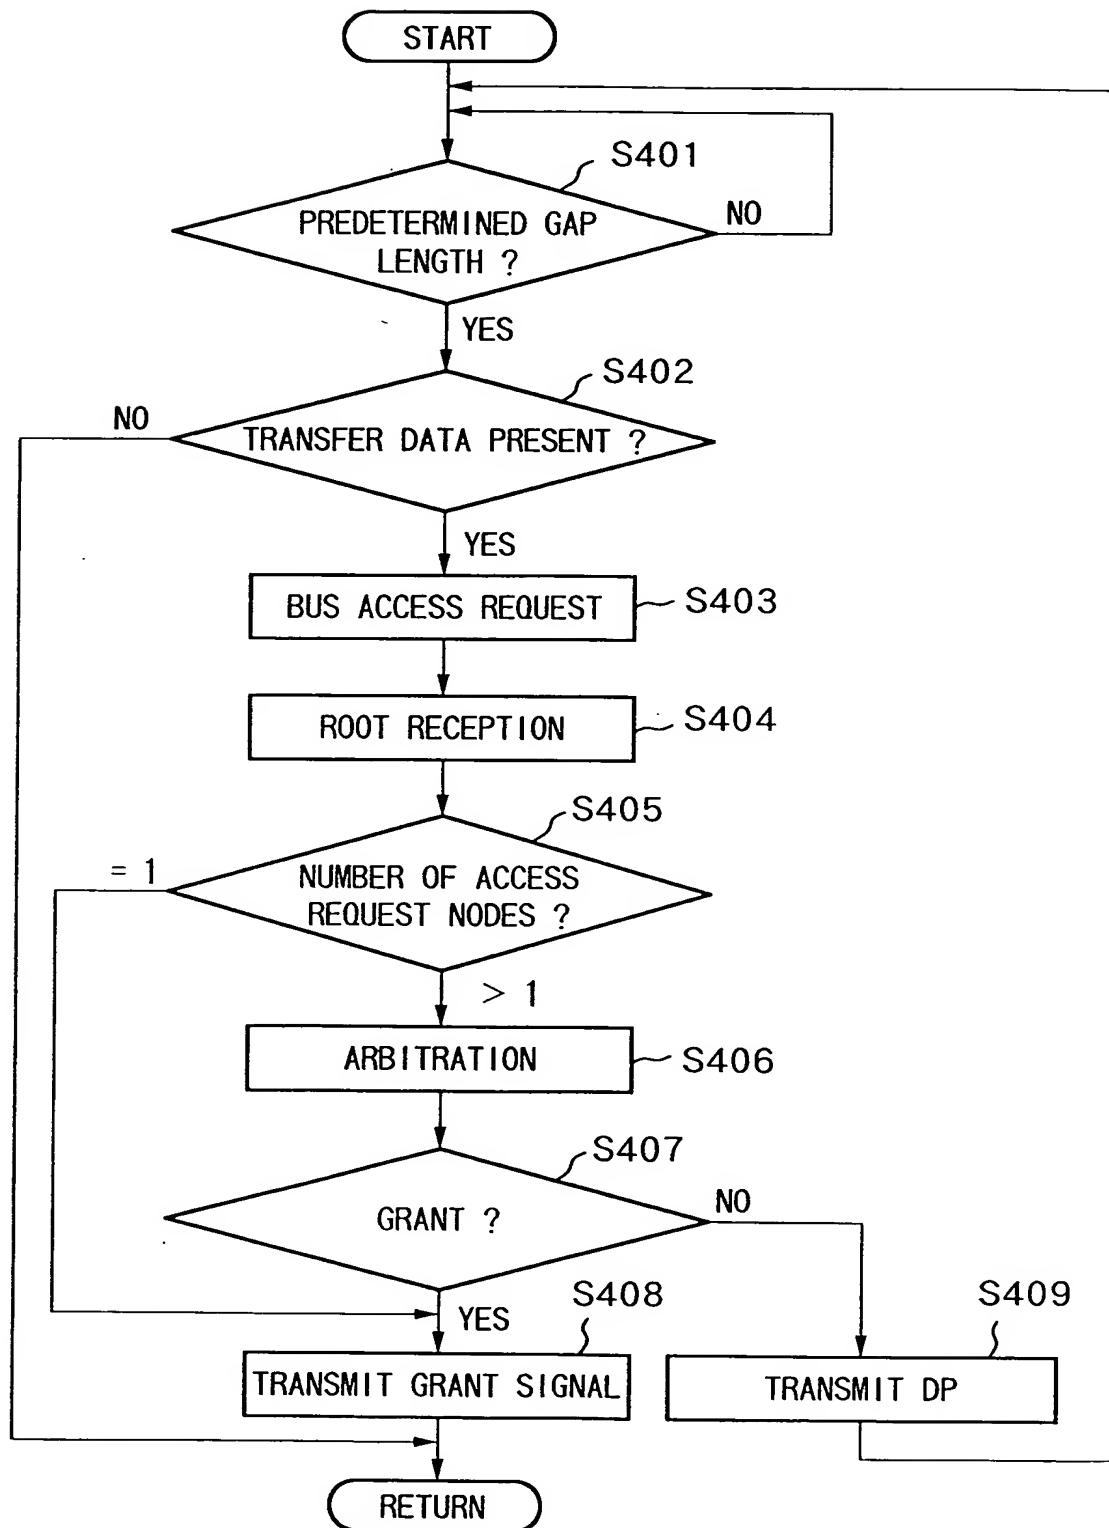 START
S401
PREDETERMINED GAP
LENGTH ?
NO
YES
S402
NO
TRANSFER DATA PRESENT ?
YES
BUS ACCESS REQUEST
S403
ROOT RECEPTION
S404
S405
= 1
NUMBER OF ACCESS
REQUEST NODES ?
> 1
ARBITRATION
S406
S407
GRANT ?
NO
YES
S408
S409
TRANSMIT GRANT SIGNAL
TRANSMIT DP
RETURN